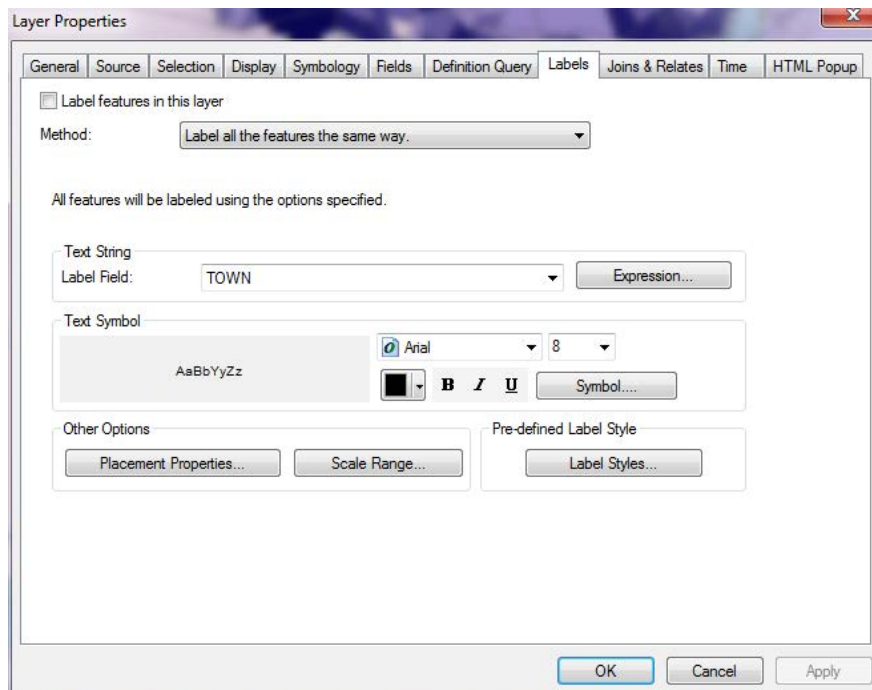 Layer Properties
X
General Source Selection Display Symbology Fields Definition Query Labels Joins & Relates Time HTML Popup
Label features in this layer
Method: Label all the features the same way.
All features will be labeled using the options specified.
Text String
Label Field: TOWN Expression...
Text Symbol
AaBbYyZz
O Arial 8
B I U Symbol....
Other Options Pre-defined Label Style
Placement Properties... Scale Range... Label Styles...
OK Cancel Apply